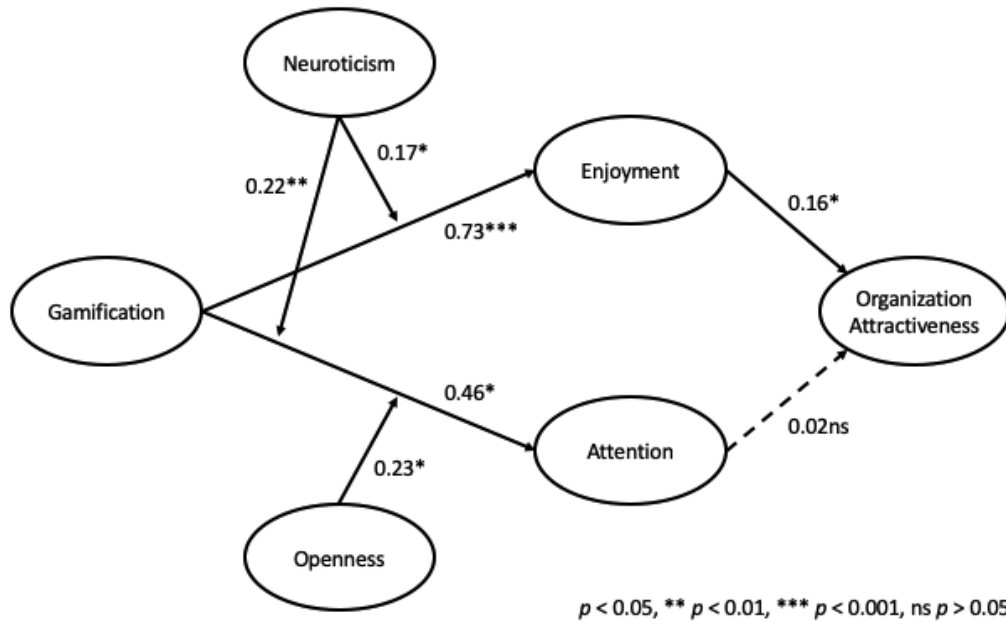 Neuroticism
0.17*
0.22**
Enjoyment
0.73***
0.16*
Gamification
Organization
Attractiveness
0.46*
Attention
0.02ns
0.23*
Openness
p < 0.05, ** p < 0.01, *** p < 0.001, ns p > 0.05